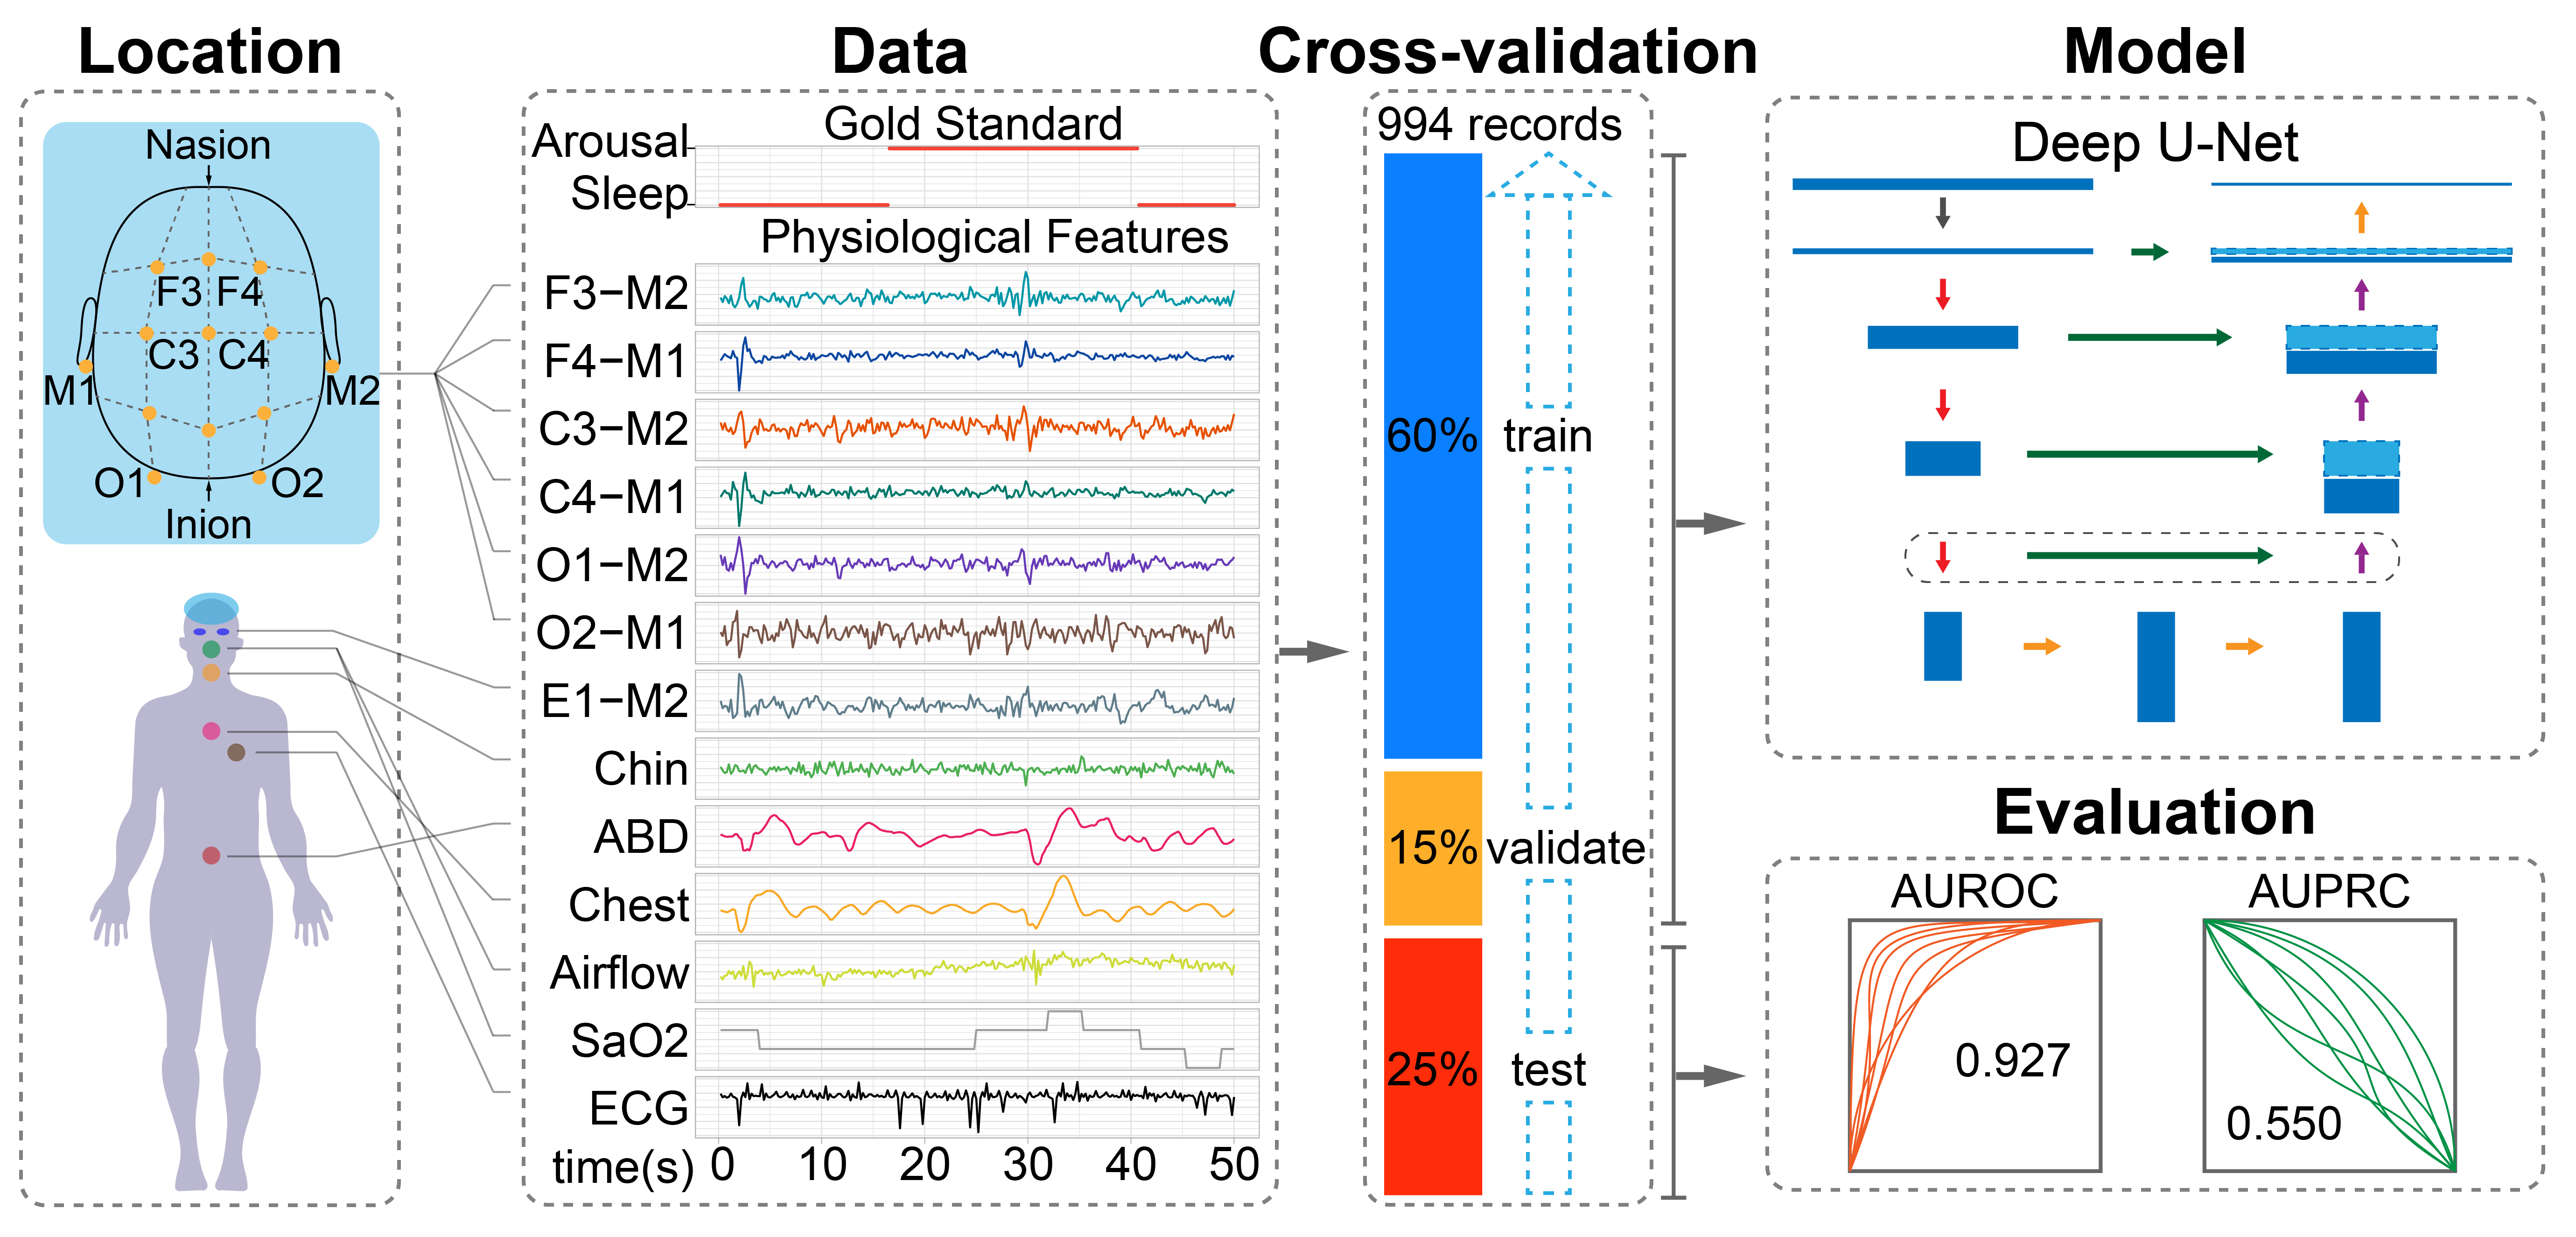 Location
Nasion
F3 F4
C3 C4
M1 M2
O1 O2
Inion
Data
Gold Standard
Arousal
Sleep
Physiological Features
F3−M2
F4−M1
C3−M2
C4−M1
O1−M2
O2−M1
E1−M2
Chin
ABD
Chest
Airflow
SaO2
ECG
time(s) 0 10 20 30 40 50
Cross-validation
994 records
60% train
15% validate
25% test
Model
Deep U-Net
Evaluation
AUROC AUPRC
0.927
0.550